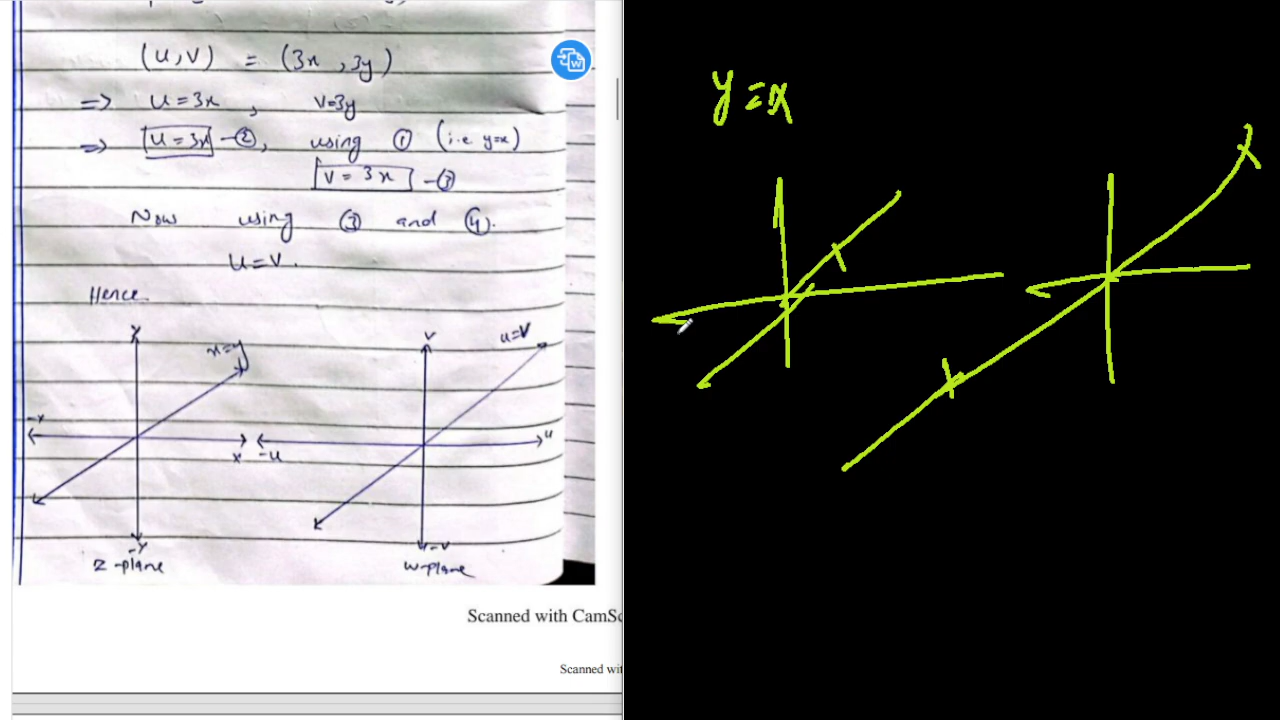 (u,v) = (3x, 3y)
=> u = 3x, v=3y
=> u = 3x -②, using ① (i.e y=x)
v = 3x -③
Now using ③ and ④.
u=v.
Hence
y v u=v
x=y
-x
x -u u
-y -v
z-plane w-plane
Scanned with CamSc
Scanned wit
W
y=x